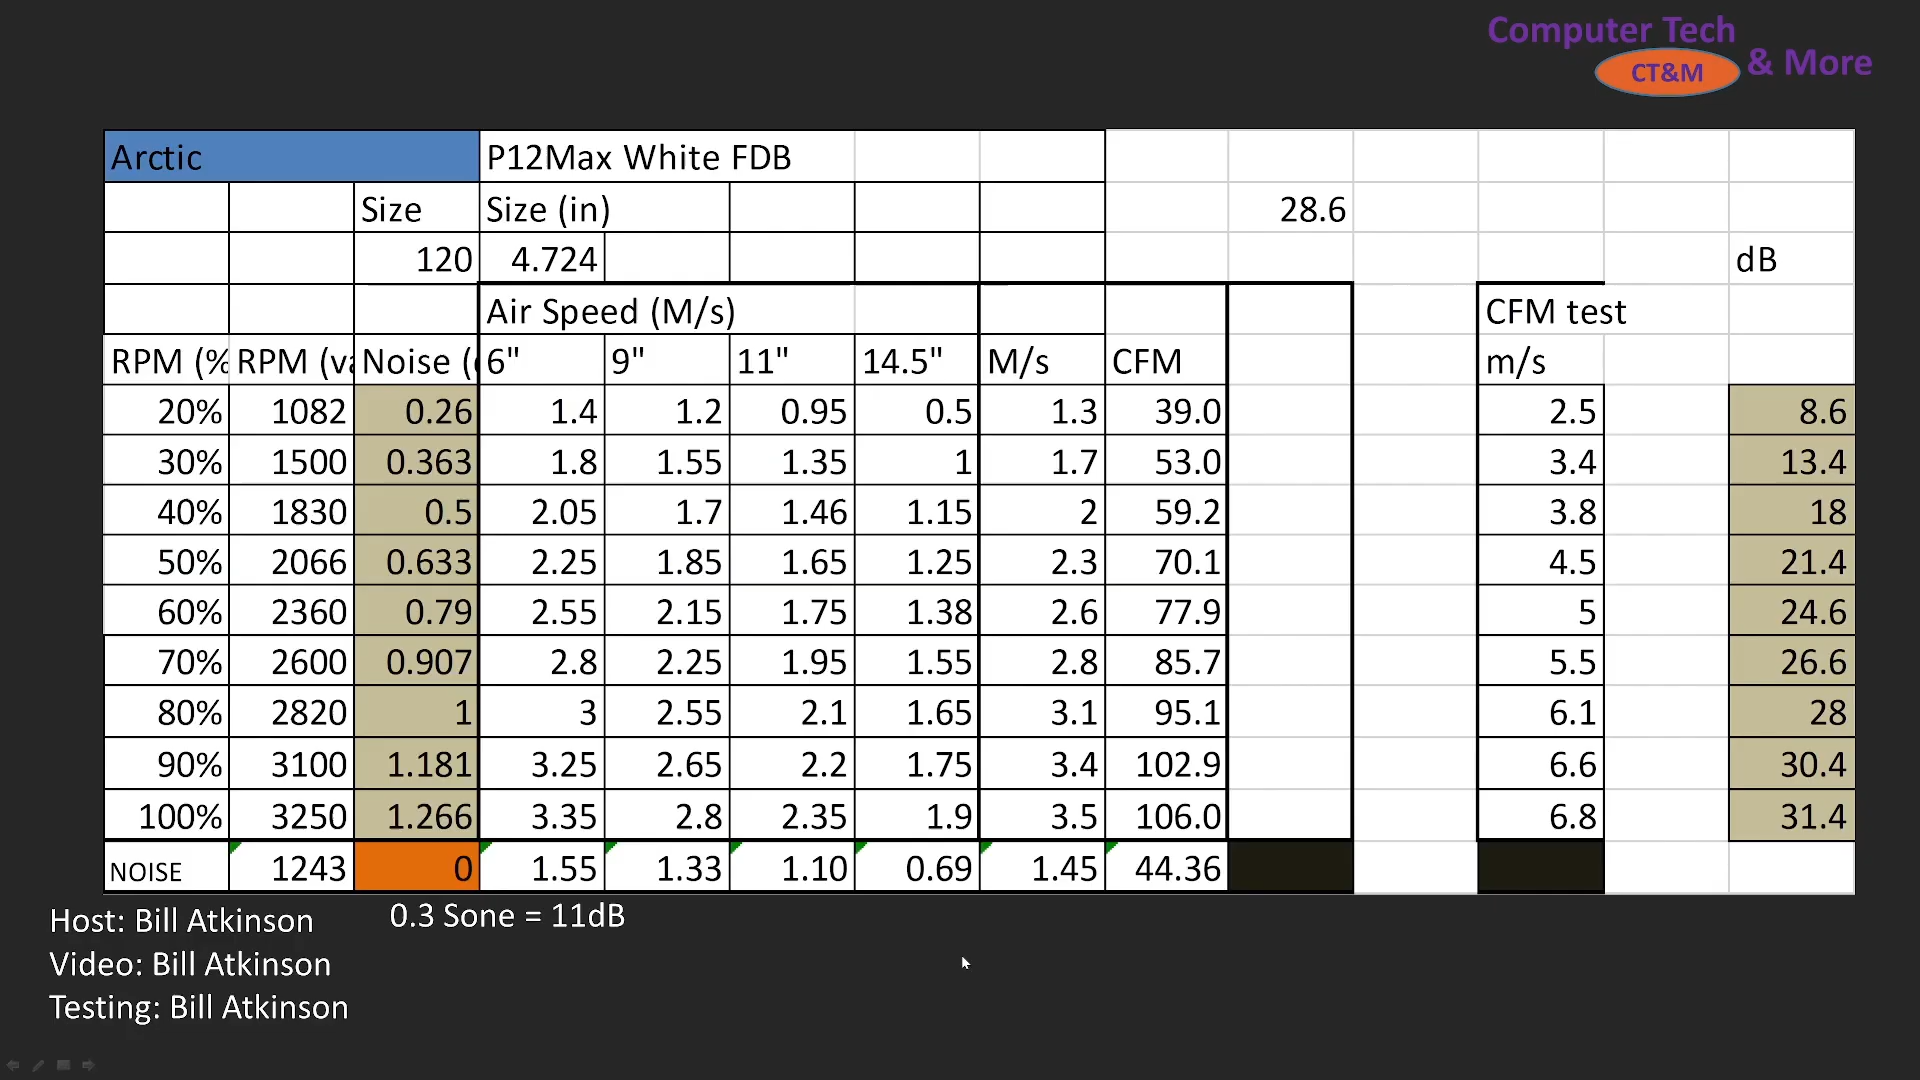 Computer Tech
CT&M & More
Arctic P12Max White FDB
Size Size (in) 28.6
120 4.724 dB
Air Speed (M/s) CFM test
RPM (% RPM (va Noise ( 6" 9" 11" 14.5" M/s CFM m/s
20% 1082 0.26 1.4 1.2 0.95 0.5 1.3 39.0 2.5 8.6
30% 1500 0.363 1.8 1.55 1.35 1 1.7 53.0 3.4 13.4
40% 1830 0.5 2.05 1.7 1.46 1.15 2 59.2 3.8 18
50% 2066 0.633 2.25 1.85 1.65 1.25 2.3 70.1 4.5 21.4
60% 2360 0.79 2.55 2.15 1.75 1.38 2.6 77.9 5 24.6
70% 2600 0.907 2.8 2.25 1.95 1.55 2.8 85.7 5.5 26.6
80% 2820 1 3 2.55 2.1 1.65 3.1 95.1 6.1 28
90% 3100 1.181 3.25 2.65 2.2 1.75 3.4 102.9 6.6 30.4
100% 3250 1.266 3.35 2.8 2.35 1.9 3.5 106.0 6.8 31.4
NOISE 1243 0 1.55 1.33 1.10 0.69 1.45 44.36
0.3 Sone = 11dB
Host: Bill Atkinson
Video: Bill Atkinson
Testing: Bill Atkinson